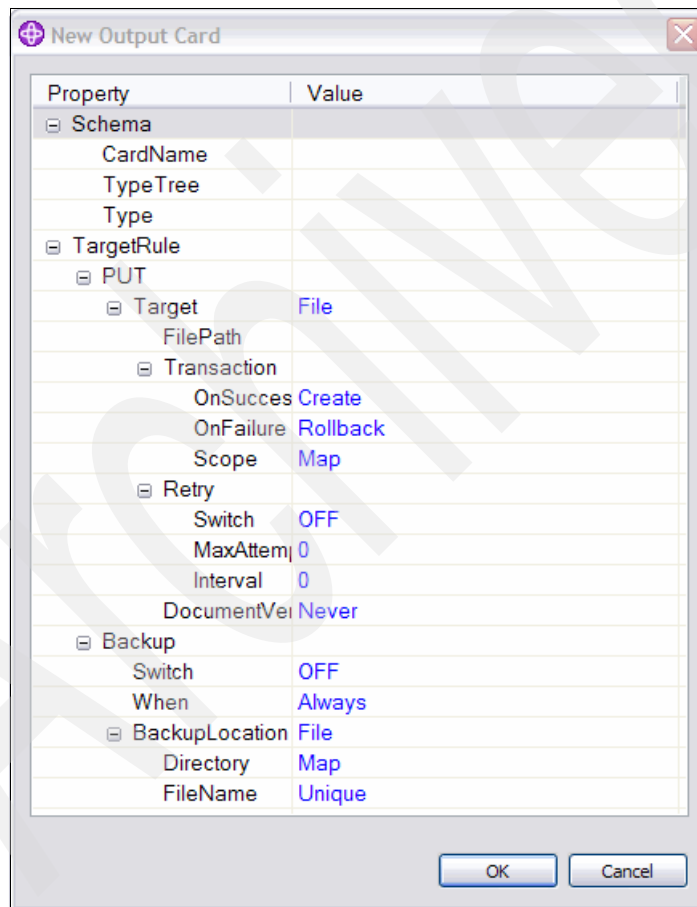 New Output Card
Property Value
Schema
CardName
TypeTree
Type
TargetRule
PUT
Target File
FilePath
Transaction
OnSucces Create
OnFailure Rollback
Scope Map
Retry
Switch OFF
MaxAttem 0
Interval 0
DocumentVe Never
Backup
Switch OFF
When Always
BackupLocation File
Directory Map
FileName Unique
OK Cancel